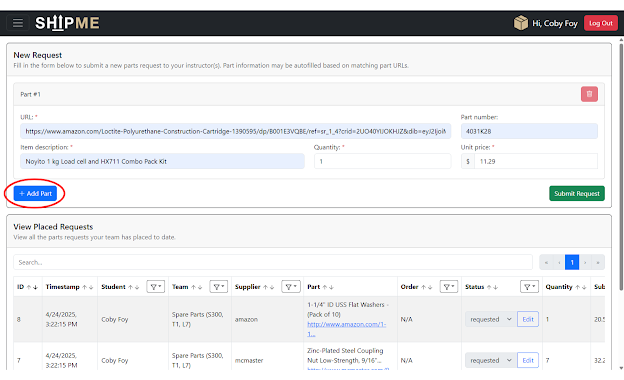 SHIPME
Hi, Coby Foy
Log Out
New Request
Fill in the form below to submit a new parts request to your instructor(s). Part information may be autofilled based on matching part URLs.
Part #1
URL: *
Part number:
https://www.amazon.com/Loctite-Polyurethane-Construction-Cartridge-1390595/dp/B001E3VQBE/ref=sr_1_4?crid=2UO40YIJOKHJZ&dib=eyJ2IjoiM
4031K28
Item description: *
Quantity: *
Unit price: *
Noyito 1 kg Load cell and HX711 Combo Pack Kit
1
$ 11.29
+ Add Part
Submit Request
View Placed Requests
View all the parts requests your team has placed to date.
Search...
« ‹ 1 › »
ID ↑↓ Timestamp ↑↓ Student ↑↓ Team ↑↓ Supplier ↑↓ Part ↑↓ Order ↑↓ Status ↑↓ Quantity ↑↓ Sub
1-1/4" ID USS Flat Washers -
4/24/2025, Spare Parts (S300, (Pack of 10)
8 Coby Foy amazon N/A requested Edit 1 20.5
3:22:15 PM T1, L7) http://www.amazon.com/1-
1...
Zinc-Plated Steel Coupling
4/24/2025, Spare Parts (S300, Nut Low-Strength, 9/16"...
7 Coby Foy mcmaster N/A requested Edit 7 32.2
3:22:15 PM T1, L7)